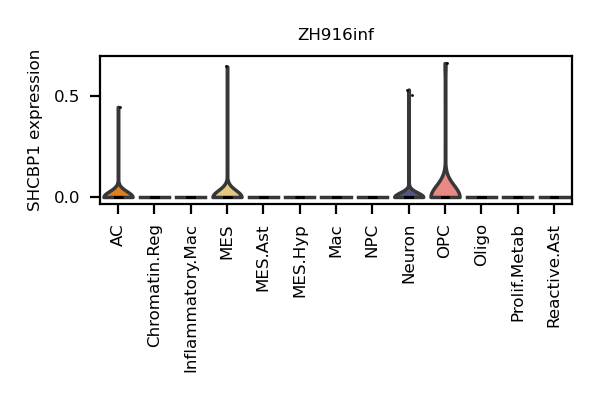 ZH916inf
SHCBP1 expression
0.5
0.0
AC
Chromatin.Reg
Inflammatory.Mac
MES
MES.Ast
MES.Hyp
Mac
NPC
Neuron
OPC
Oligo
Prolif.Metab
Reactive.Ast